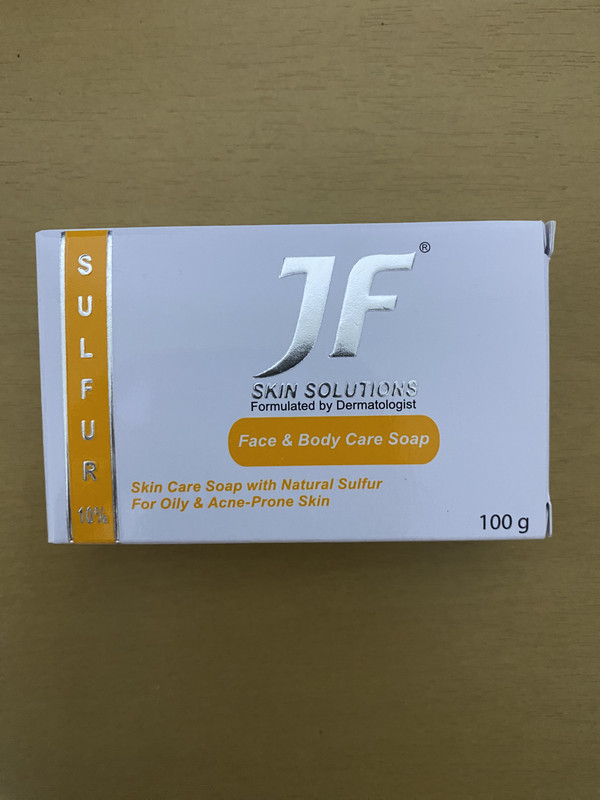 SULFUR
10%
JF®
SKIN SOLUTIONS
Formulated by Dermatologist
Face & Body Care Soap
Skin Care Soap with Natural Sulfur
For Oily & Acne-Prone Skin
100 g